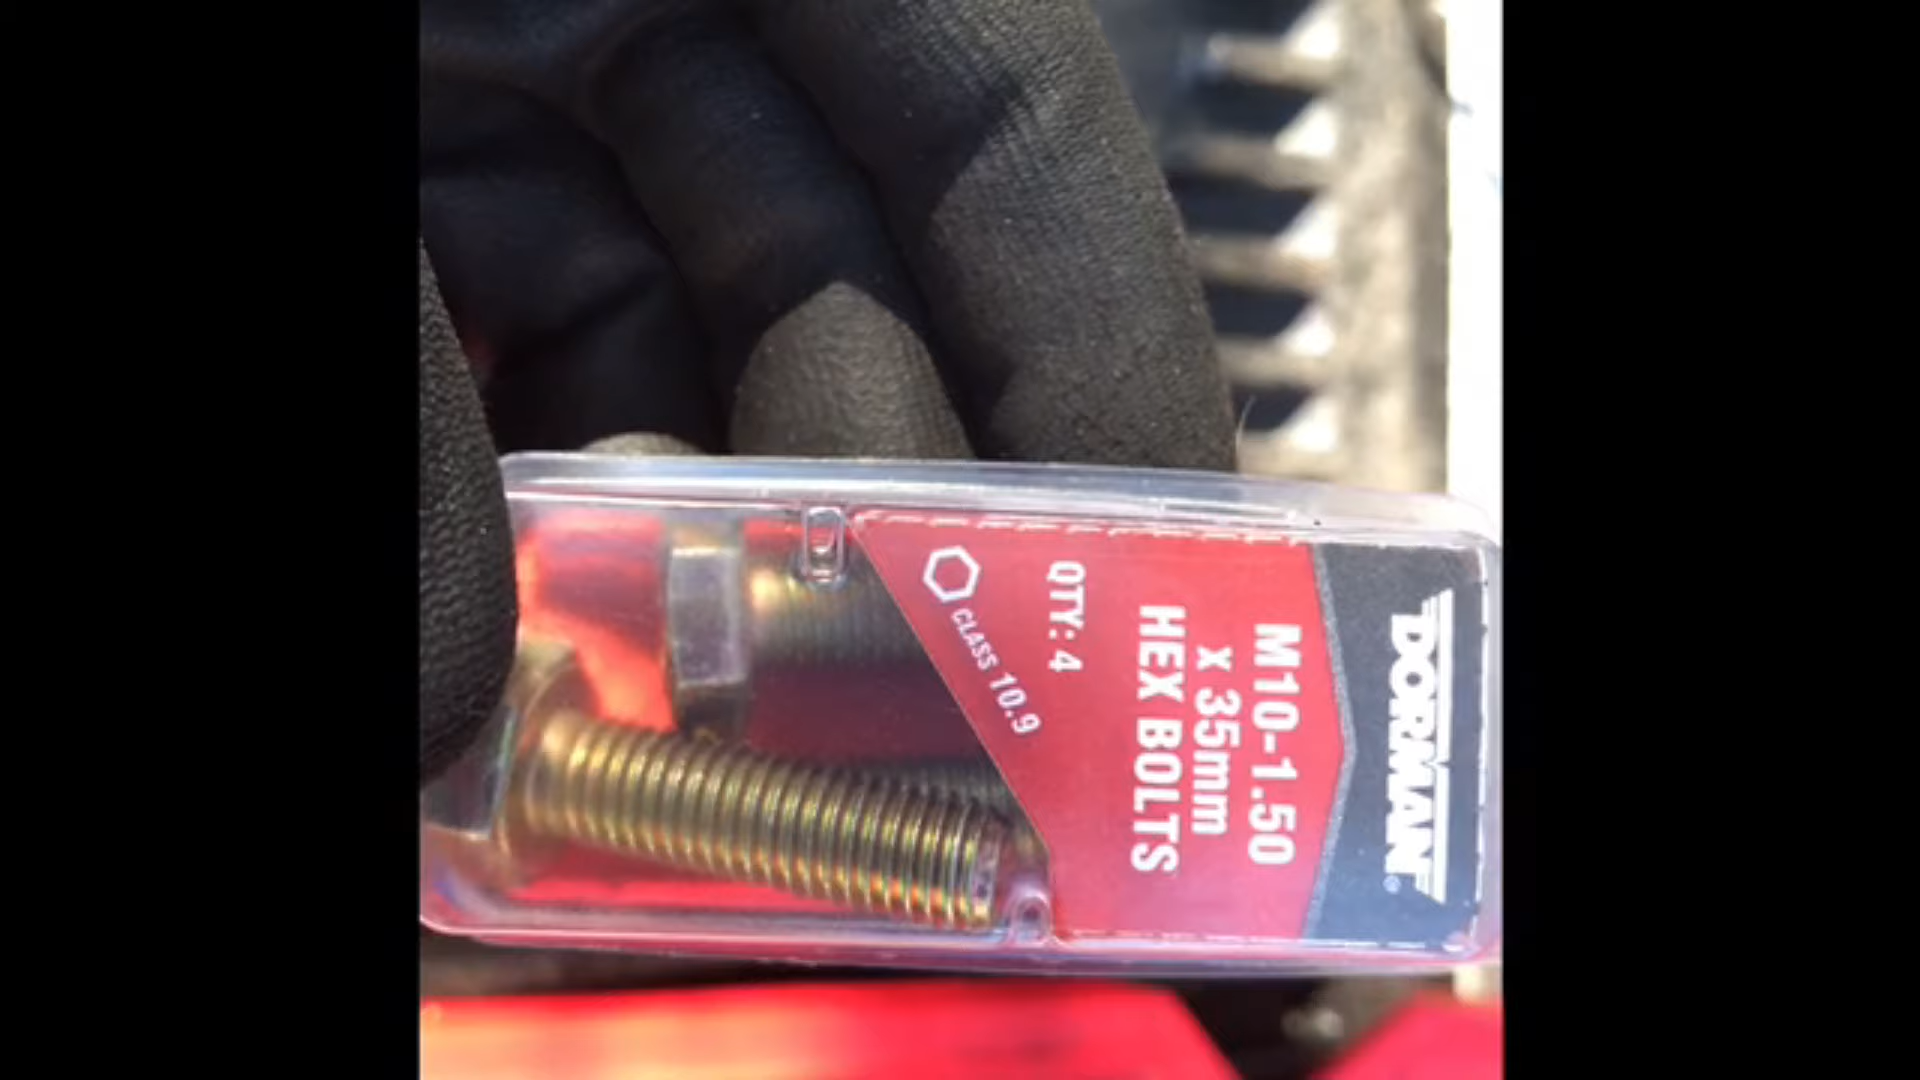 DORMAN
M10-1.50
X 35mm
HEX BOLTS
QTY: 4
CLASS 10.9